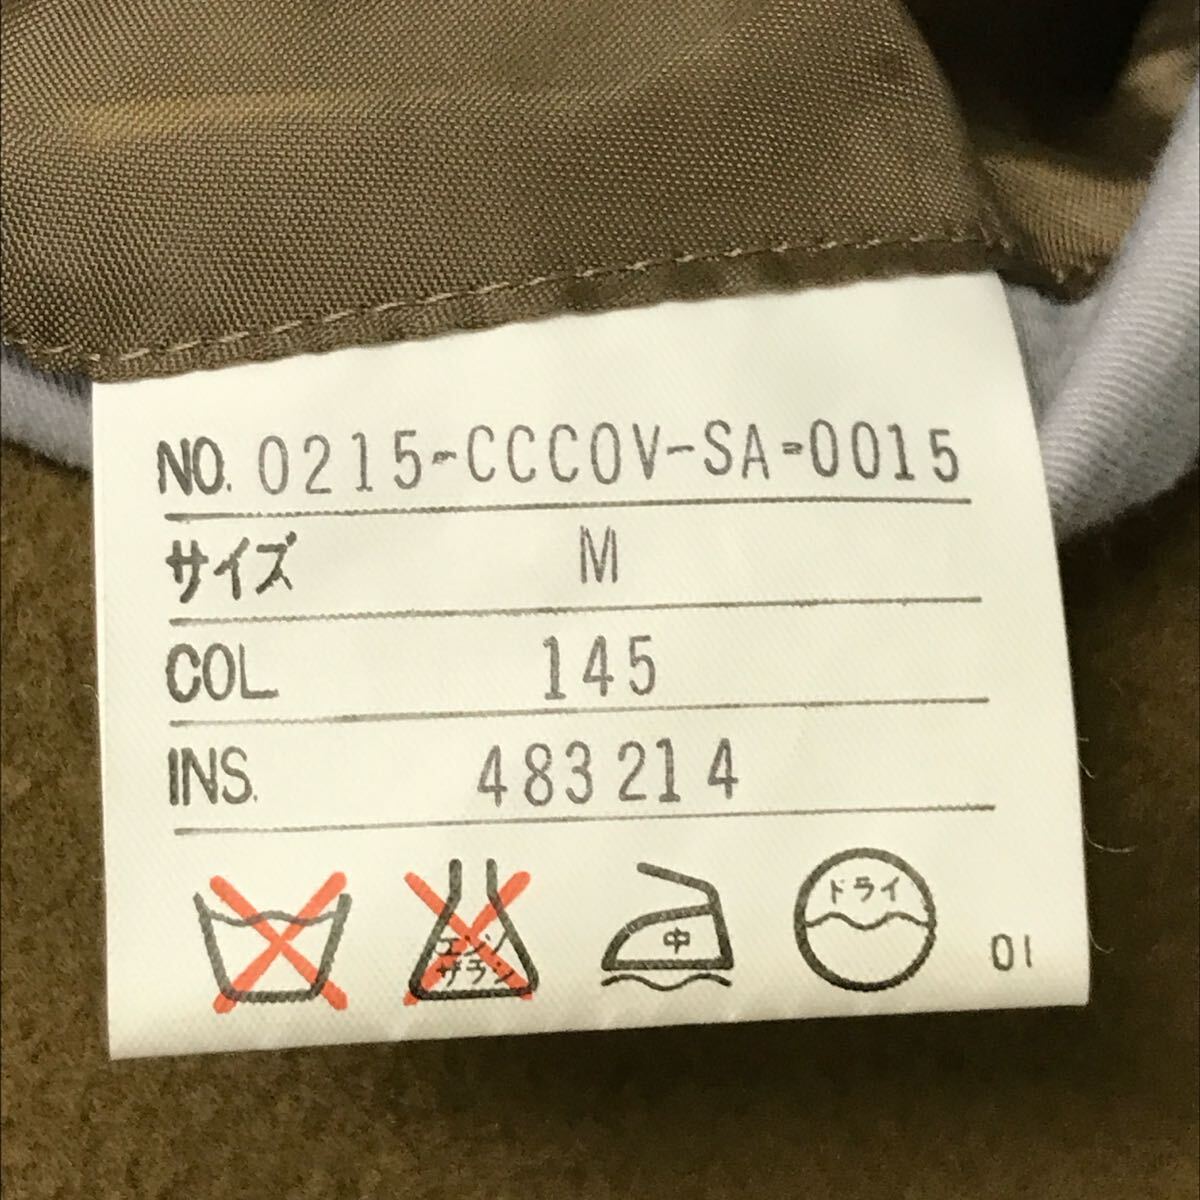 NO. 0215-CCCOV-SA-0015
サイズ M
COL 145
INS. 483214
エンソ
サラシ
中
ドライ
01